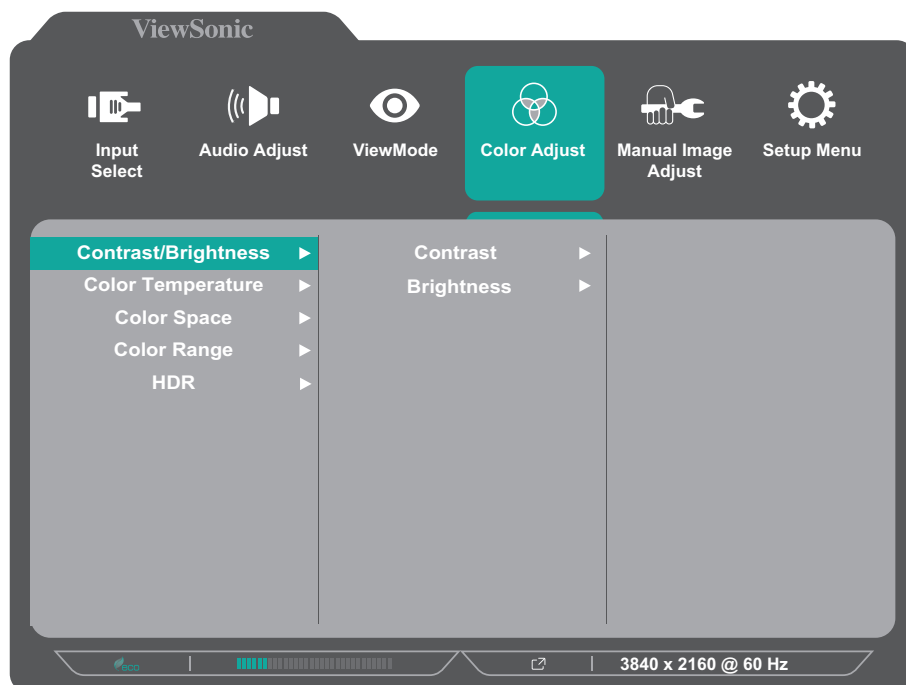 ViewSonic
Input Select
Audio Adjust
ViewMode
Color Adjust
Manual Image Adjust
Setup Menu
Contrast/Brightness
Color Temperature
Color Space
Color Range
HDR
Contrast
Brightness
eco
3840 x 2160 @ 60 Hz